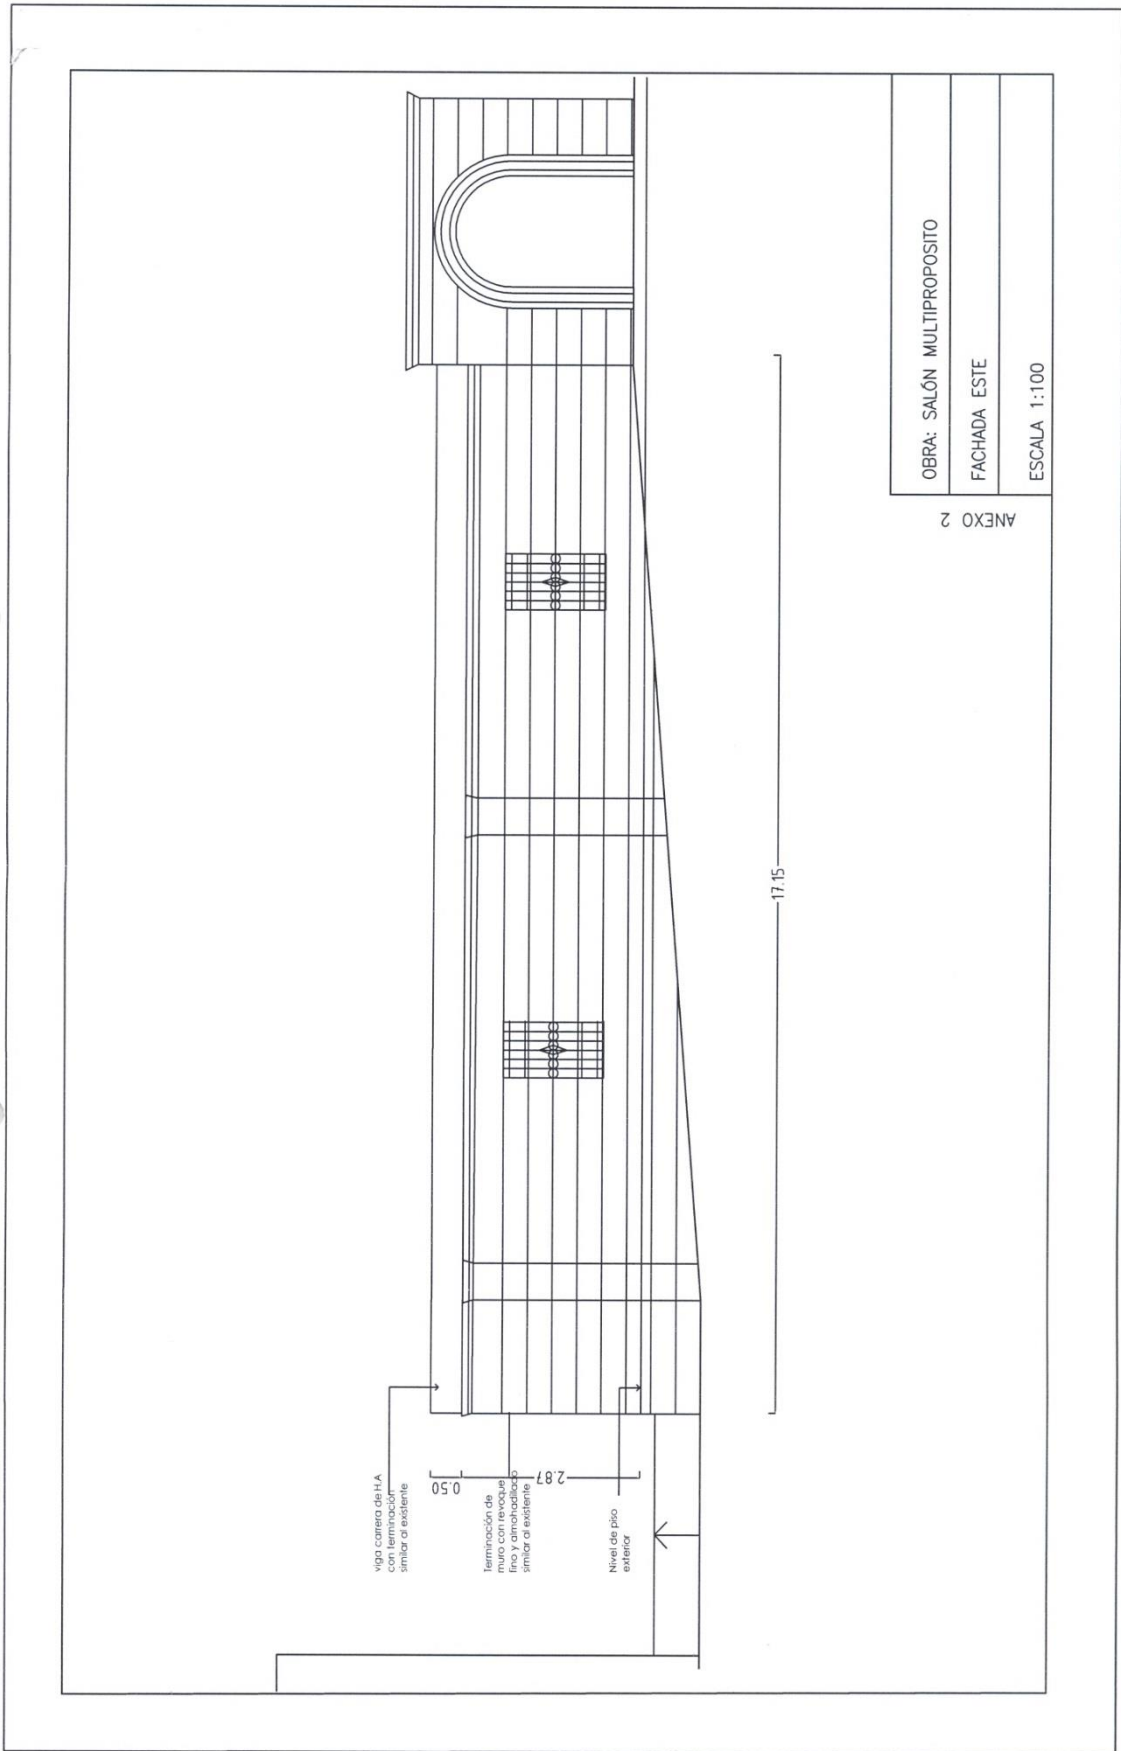 viga carrera de H.A
con terminación
similar al existente
0.50
Terminación de
muro con revoque
fino y almohadillado
similar al existente
2.87
Nivel de piso
exterior
17.15
ANEXO 2
OBRA: SALÓN MULTIPROPOSITO
FACHADA ESTE
ESCALA 1:100